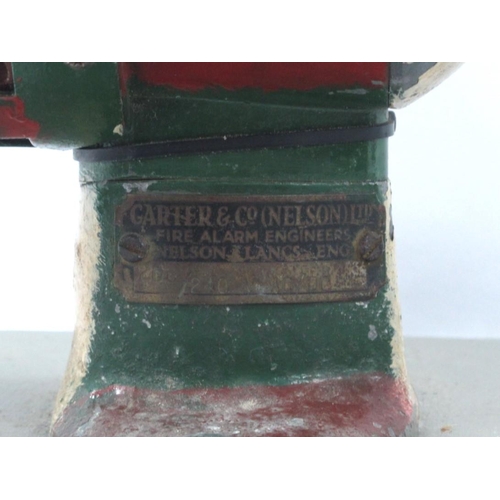 CARTER & CO (NELSON) LTD
FIRE ALARM ENGINEERS
NELSON LANCS. ENG